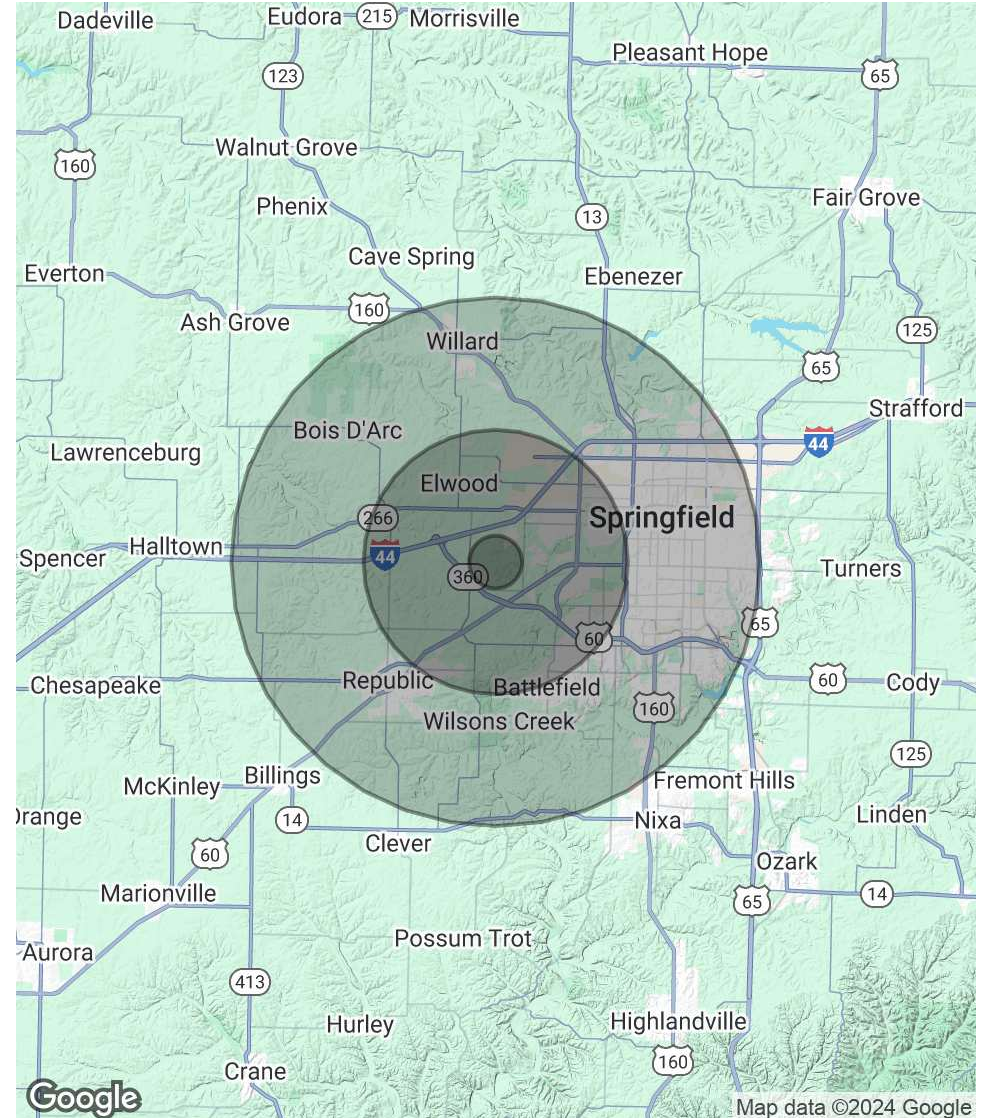 Dadeville
Eudora
215
Morrisville
Pleasant Hope
123
65
Walnut Grove
160
Fair Grove
Phenix
13
Cave Spring
Everton
Ebenezer
160
Ash Grove
125
Willard
65
Strafford
Bois D'Arc
44
Lawrenceburg
Elwood
266
Springfield
Halltown
44
Spencer
360
Turners
65
60
Republic
60
Cody
Chesapeake
Battlefield
160
Wilsons Creek
125
Billings
Fremont Hills
McKinley
14
Orange
Nixa
Linden
Clever
60
Ozark
Marionville
65
14
Possum Trot
Aurora
413
Hurley
Highlandville
160
Crane
Google
Map data ©2024 Google